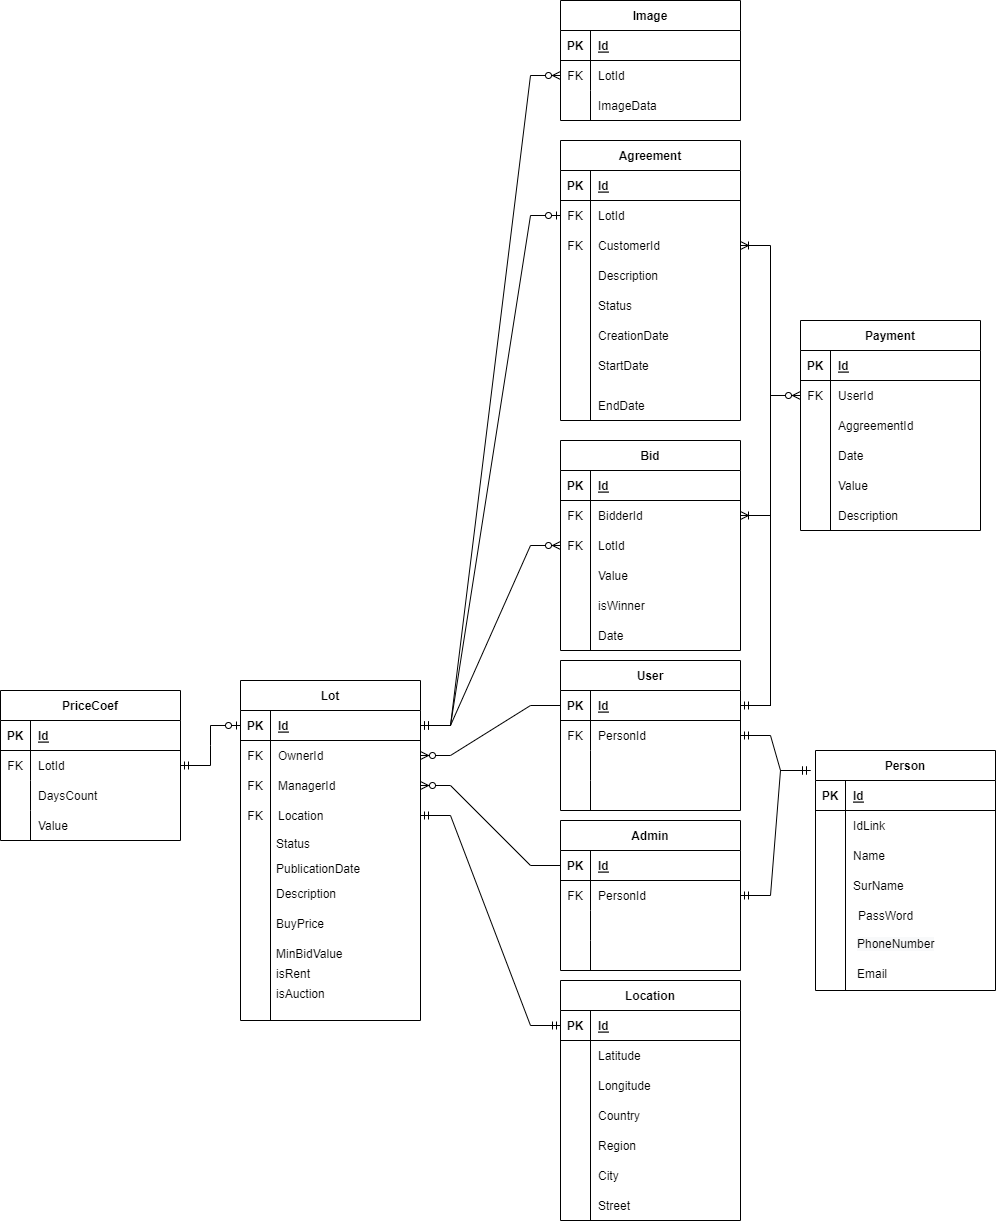 Image
PK Id
FK LotId
ImageData
Agreement
PK Id
FK LotId
FK CustomerId
Description
Status
CreationDate
StartDate
EndDate
Payment
PK Id
FK UserId
AggreementId
Date
Value
Description
Bid
PK Id
FK BidderId
FK LotId
Value
isWinner
Date
PriceCoef
PK Id
FK LotId
DaysCount
Value
Lot
PK Id
FK OwnerId
FK ManagerId
FK Location
Status
PublicationDate
Description
BuyPrice
MinBidValue
isRent
isAuction
User
PK Id
FK PersonId
Admin
PK Id
FK PersonId
Person
PK Id
IdLink
Name
SurName
PassWord
PhoneNumber
Email
Location
PK Id
Latitude
Longitude
Country
Region
City
Street